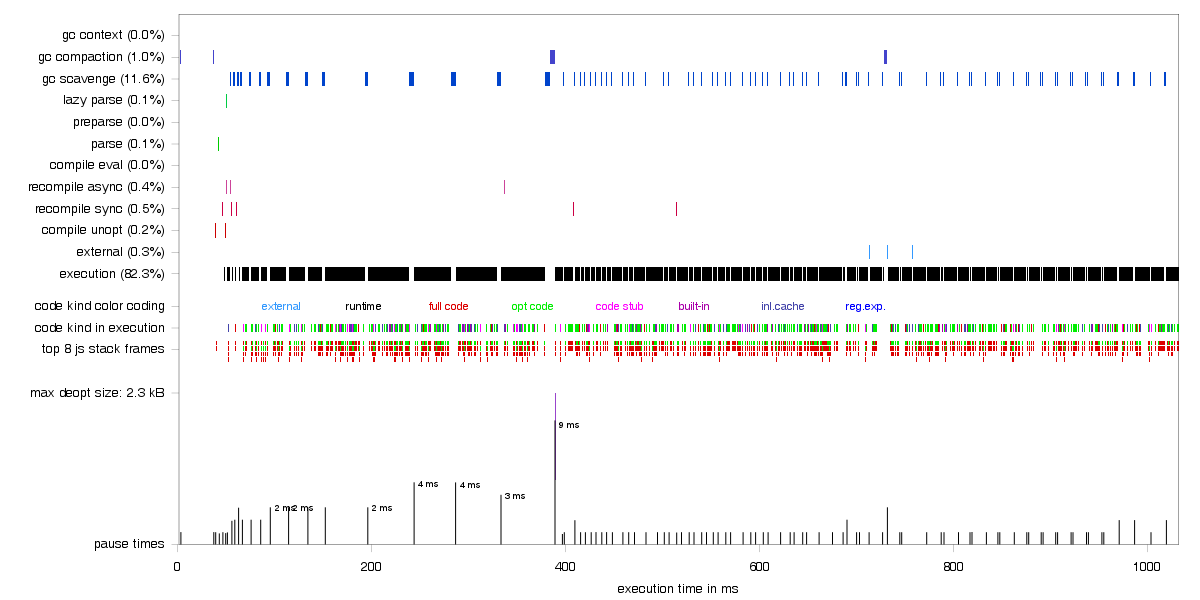 gc context (0.0%)
gc compaction (1.0%)
gc scavenge (11.6%)
lazy parse (0.1%)
preparse (0.0%)
parse (0.1%)
compile eval (0.0%)
recompile async (0.4%)
recompile sync (0.5%)
compile unopt (0.2%)
external (0.3%)
execution (82.3%)
code kind color coding external runtime full code opt code code stub built-in inl.cache reg.exp.
code kind in execution
top 8 js stack frames
max deopt size: 2.3 kB
9 ms
4 ms 4 ms
3 ms
2 ms 2 ms 2 ms
pause times
0 200 400 600 800 1000
execution time in ms